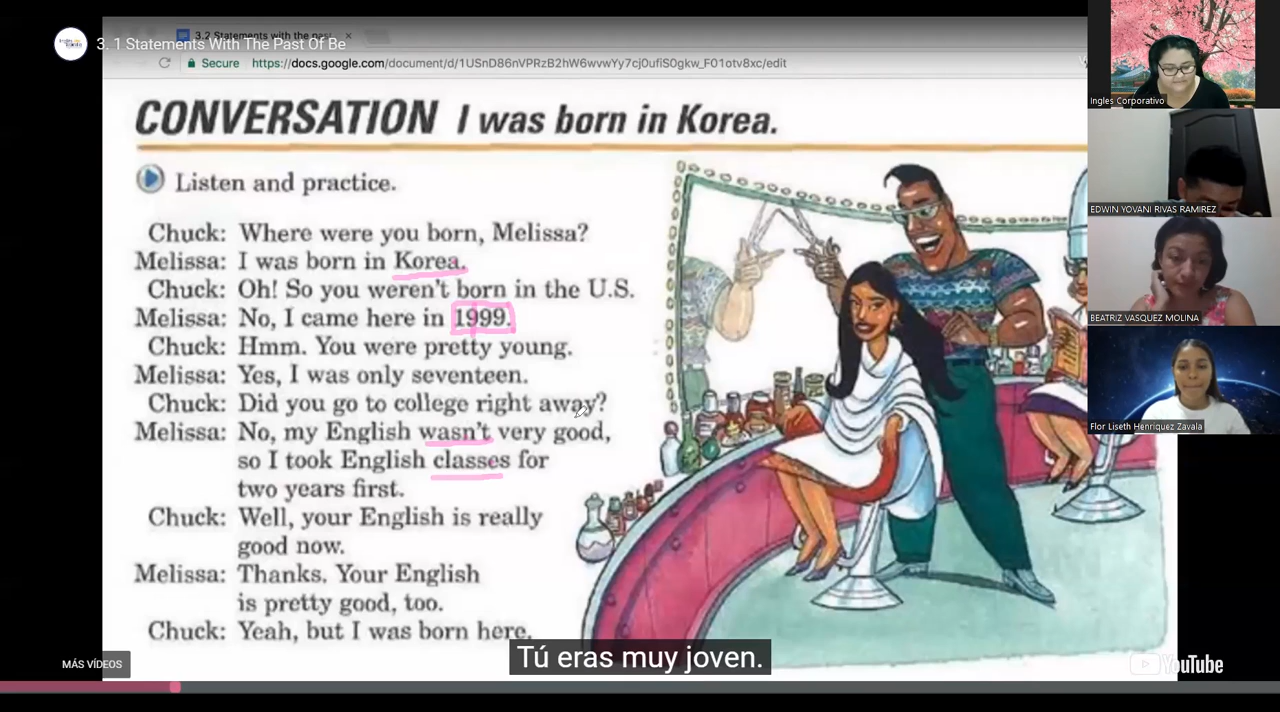 3.2 Statements with the past
3. 1 Statements With The Past Of Be
Secure https://docs.google.com/document/d/1USnD86nVPRzB2hW6wvwYy7cj0ufiS0gkw_F01otv8xc/edit
CONVERSATION I was born in Korea.
Listen and practice.
Chuck: Where were you born, Melissa?
Melissa: I was born in Korea.
Chuck: Oh! So you weren't born in the U.S.
Melissa: No, I came here in 1999.
Chuck: Hmm. You were pretty young.
Melissa: Yes, I was only seventeen.
Chuck: Did you go to college right away?
Melissa: No, my English wasn't very good,
so I took English classes for
two years first.
Chuck: Well, your English is really
good now.
Melissa: Thanks. Your English
is pretty good, too.
Chuck: Yeah, but I was born here.
Tú eras muy joven.
MÁS VÍDEOS
YouTube
Ingles Corporativo
EDWIN YOVANI RIVAS RAMIREZ
BEATRIZ VASQUEZ MOLINA
Flor Liseth Henriquez Zavala